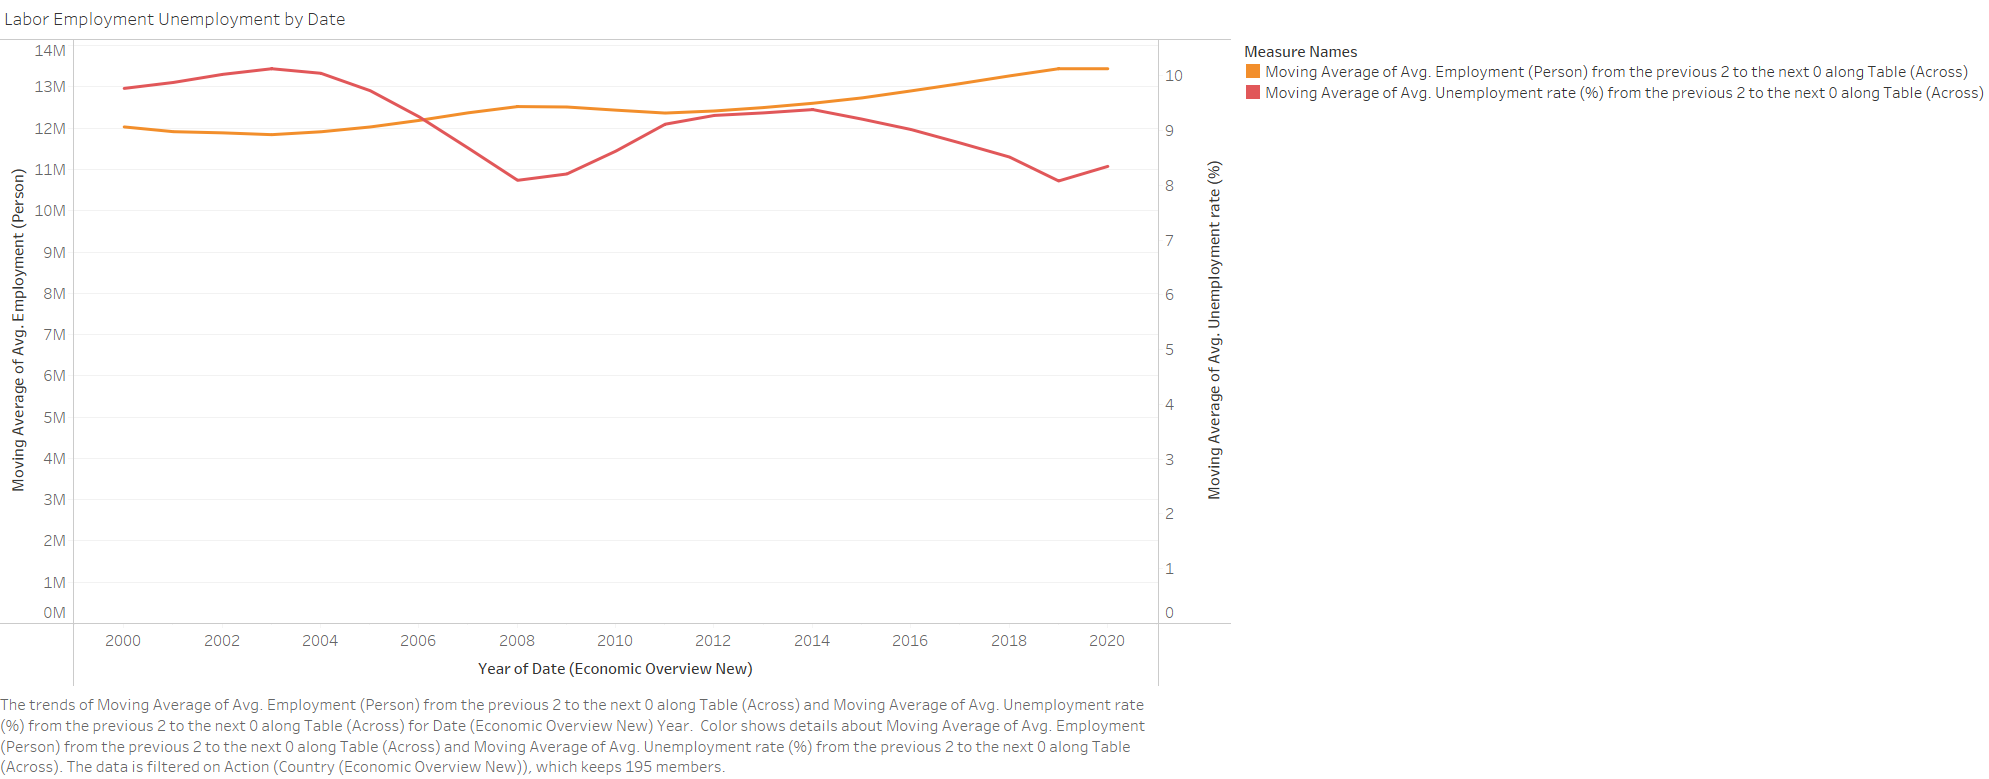 Labor Employment Unemployment by Date
14M
13M
12M
11M
10M
9M
8M
7M
6M
5M
4M
3M
2M
1M
0M
Moving Average of Avg. Employment (Person)
10
9
8
7
6
5
4
3
2
1
0
Moving Average of Avg. Unemployment rate (%)
2000 2002 2004 2006 2008 2010 2012 2014 2016 2018 2020
Year of Date (Economic Overview New)
Measure Names
Moving Average of Avg. Employment (Person) from the previous 2 to the next 0 along Table (Across)
Moving Average of Avg. Unemployment rate (%) from the previous 2 to the next 0 along Table (Across)
The trends of Moving Average of Avg. Employment (Person) from the previous 2 to the next 0 along Table (Across) and Moving Average of Avg. Unemployment rate
(%) from the previous 2 to the next 0 along Table (Across) for Date (Economic Overview New) Year.  Color shows details about Moving Average of Avg. Employment
(Person) from the previous 2 to the next 0 along Table (Across) and Moving Average of Avg. Unemployment rate (%) from the previous 2 to the next 0 along Table
(Across). The data is filtered on Action (Country (Economic Overview New)), which keeps 195 members.